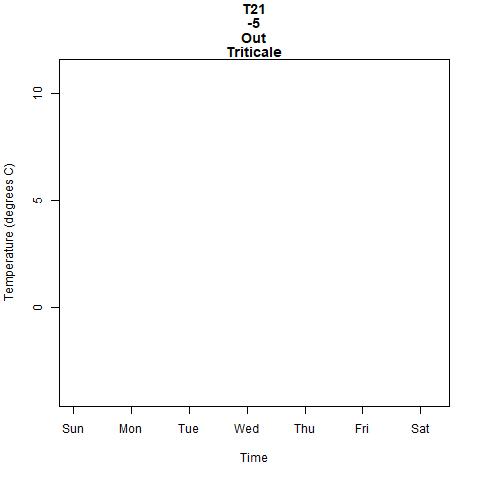 T21
-5
Out
Triticale
10
5
0
Temperature (degrees C)
Sun Mon Tue Wed Thu Fri Sat
Time